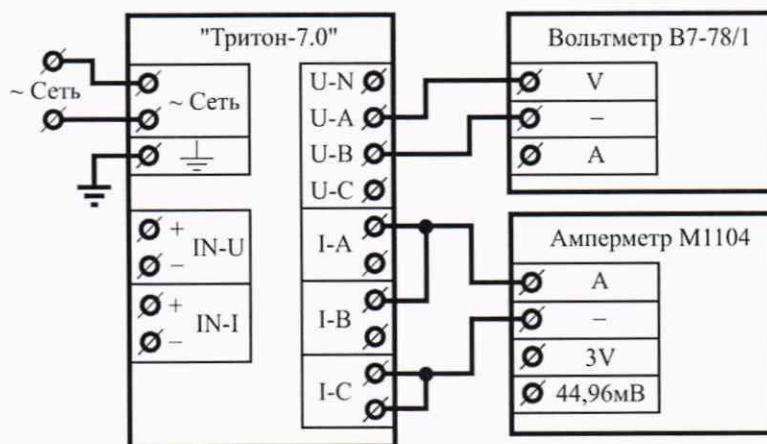 "Тритон-7.0"
~ Сеть
~ Сеть
IN-U
+
–
IN-I
+
–
U-N
U-A
U-B
U-C
I-A
I-B
I-C
Вольтметр В7-78/1
V
–
A
Амперметр М1104
A
–
3V
44,96мВ